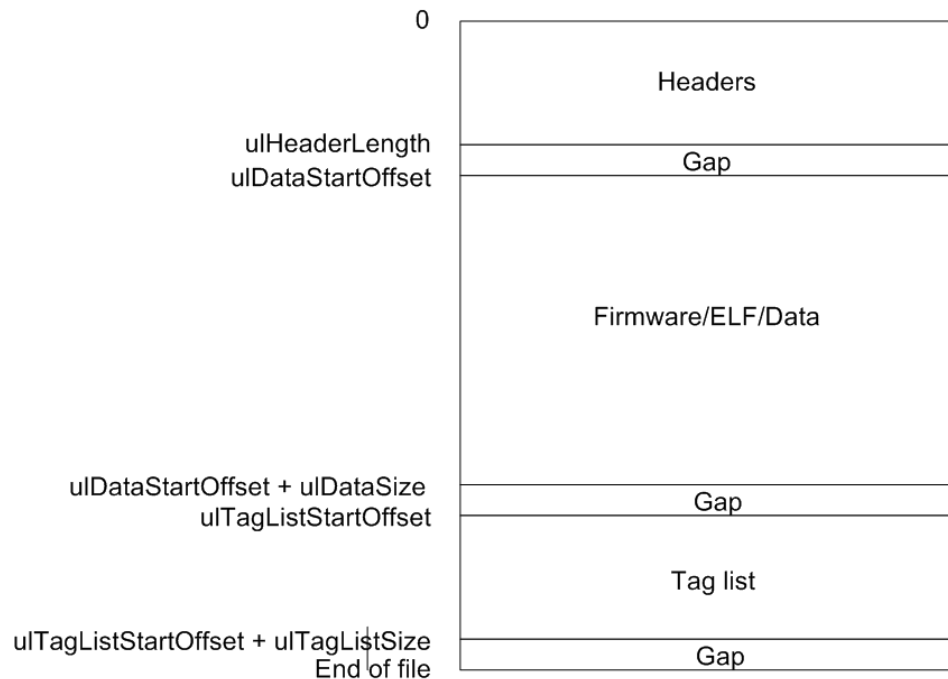 0
Headers
ulHeaderLength
Gap
ulDataStartOffset
Firmware/ELF/Data
ulDataStartOffset + ulDataSize
Gap
ulTagListStartOffset
Tag list
ulTagListStartOffset + ulTagListSize
Gap
End of file